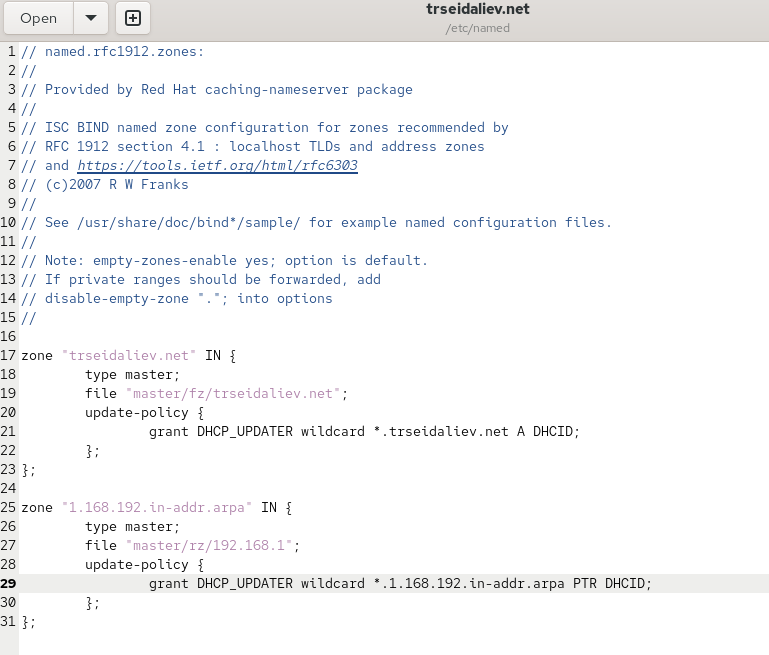 Open
trseidaliev.net
/etc/named
1 // named.rfc1912.zones:
2 //
3 // Provided by Red Hat caching-nameserver package
4 //
5 // ISC BIND named zone configuration for zones recommended by
6 // RFC 1912 section 4.1 : localhost TLDs and address zones
7 // and https://tools.ietf.org/html/rfc6303
8 // (c)2007 R W Franks
9 //
10 // See /usr/share/doc/bind*/sample/ for example named configuration files.
11 //
12 // Note: empty-zones-enable yes; option is default.
13 // If private ranges should be forwarded, add
14 // disable-empty-zone "."; into options
15 //
16
17 zone "trseidaliev.net" IN {
18         type master;
19         file "master/fz/trseidaliev.net";
20         update-policy {
21                 grant DHCP_UPDATER wildcard *.trseidaliev.net A DHCID;
22         };
23 };
24
25 zone "1.168.192.in-addr.arpa" IN {
26         type master;
27         file "master/rz/192.168.1";
28         update-policy {
29                 grant DHCP_UPDATER wildcard *.1.168.192.in-addr.arpa PTR DHCID;
30         };
31 };